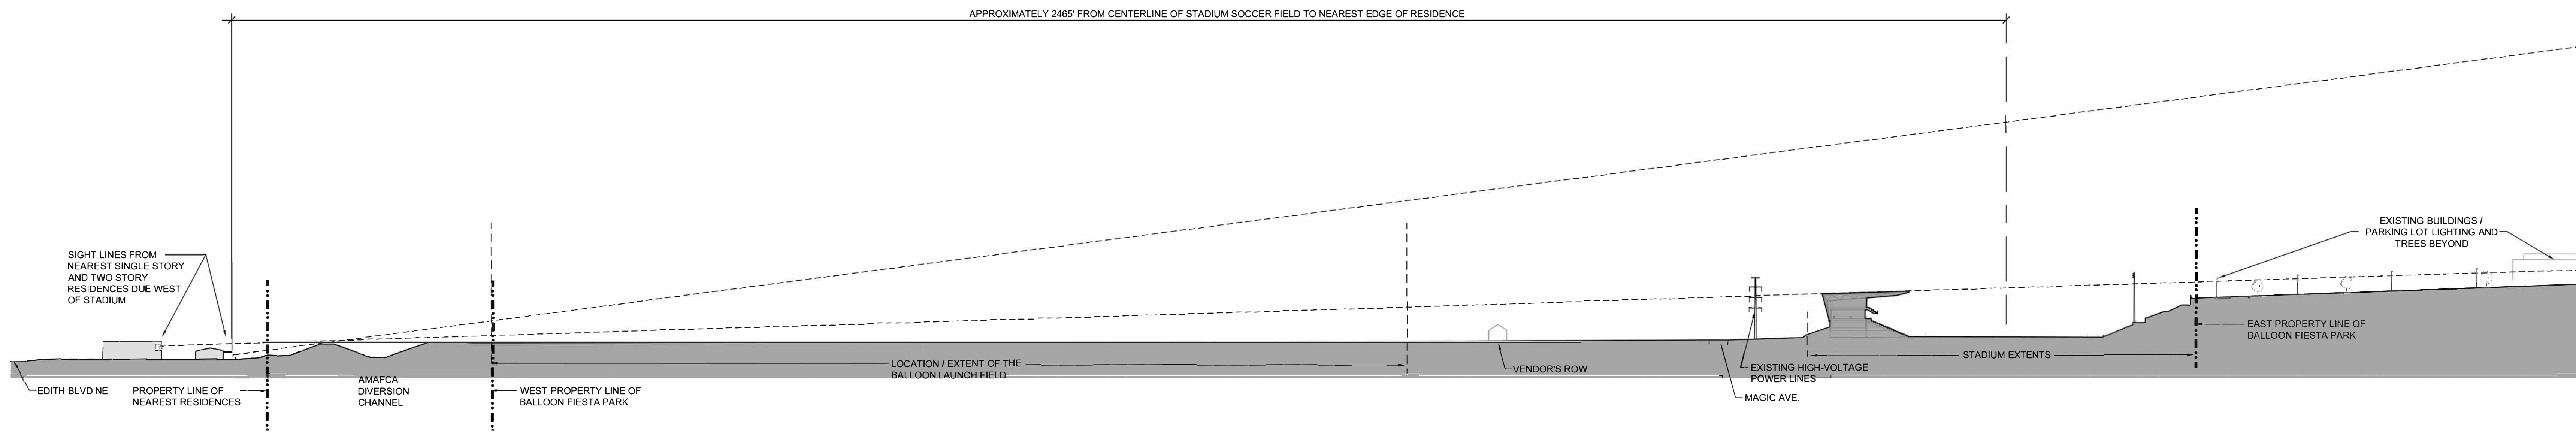 APPROXIMATELY 2465' FROM CENTERLINE OF STADIUM SOCCER FIELD TO NEAREST EDGE OF RESIDENCE
SIGHT LINES FROM
NEAREST SINGLE STORY
AND TWO STORY
RESIDENCES DUE WEST
OF STADIUM
EXISTING BUILDINGS /
PARKING LOT LIGHTING AND
TREES BEYOND
EDITH BLVD NE
PROPERTY LINE OF
NEAREST RESIDENCES
AMAFCA
DIVERSION
CHANNEL
WEST PROPERTY LINE OF
BALLOON FIESTA PARK
LOCATION / EXTENT OF THE
BALLOON LAUNCH FIELD
VENDOR'S ROW
EXISTING HIGH-VOLTAGE
POWER LINES
MAGIC AVE.
STADIUM EXTENTS
EAST PROPERTY LINE OF
BALLOON FIESTA PARK